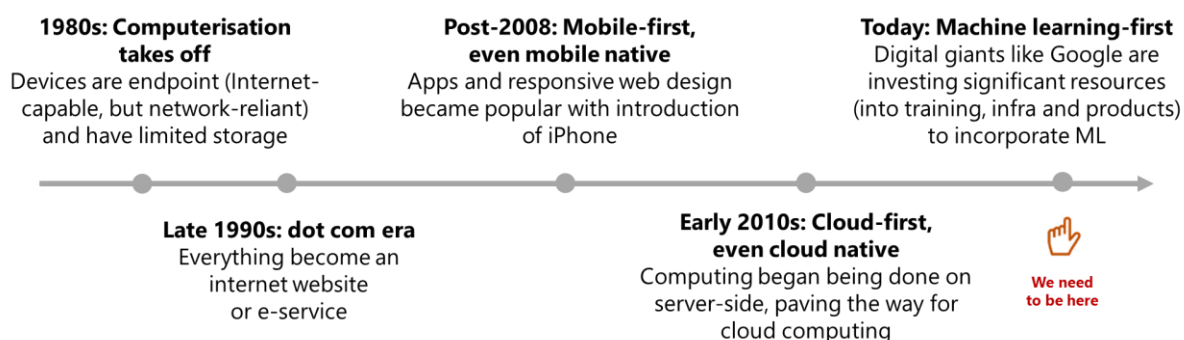 1980s: Computerisation
takes off
Devices are endpoint (Internet-
capable, but network-reliant)
and have limited storage
Late 1990s: dot com era
Everything become an
internet website
or e-service
Post-2008: Mobile-first,
even mobile native
Apps and responsive web design
became popular with introduction
of iPhone
Early 2010s: Cloud-first,
even cloud native
Computing began being done on
server-side, paving the way for
cloud computing
Today: Machine learning-first
Digital giants like Google are
investing significant resources
(into training, infra and products)
to incorporate ML
We need
to be here